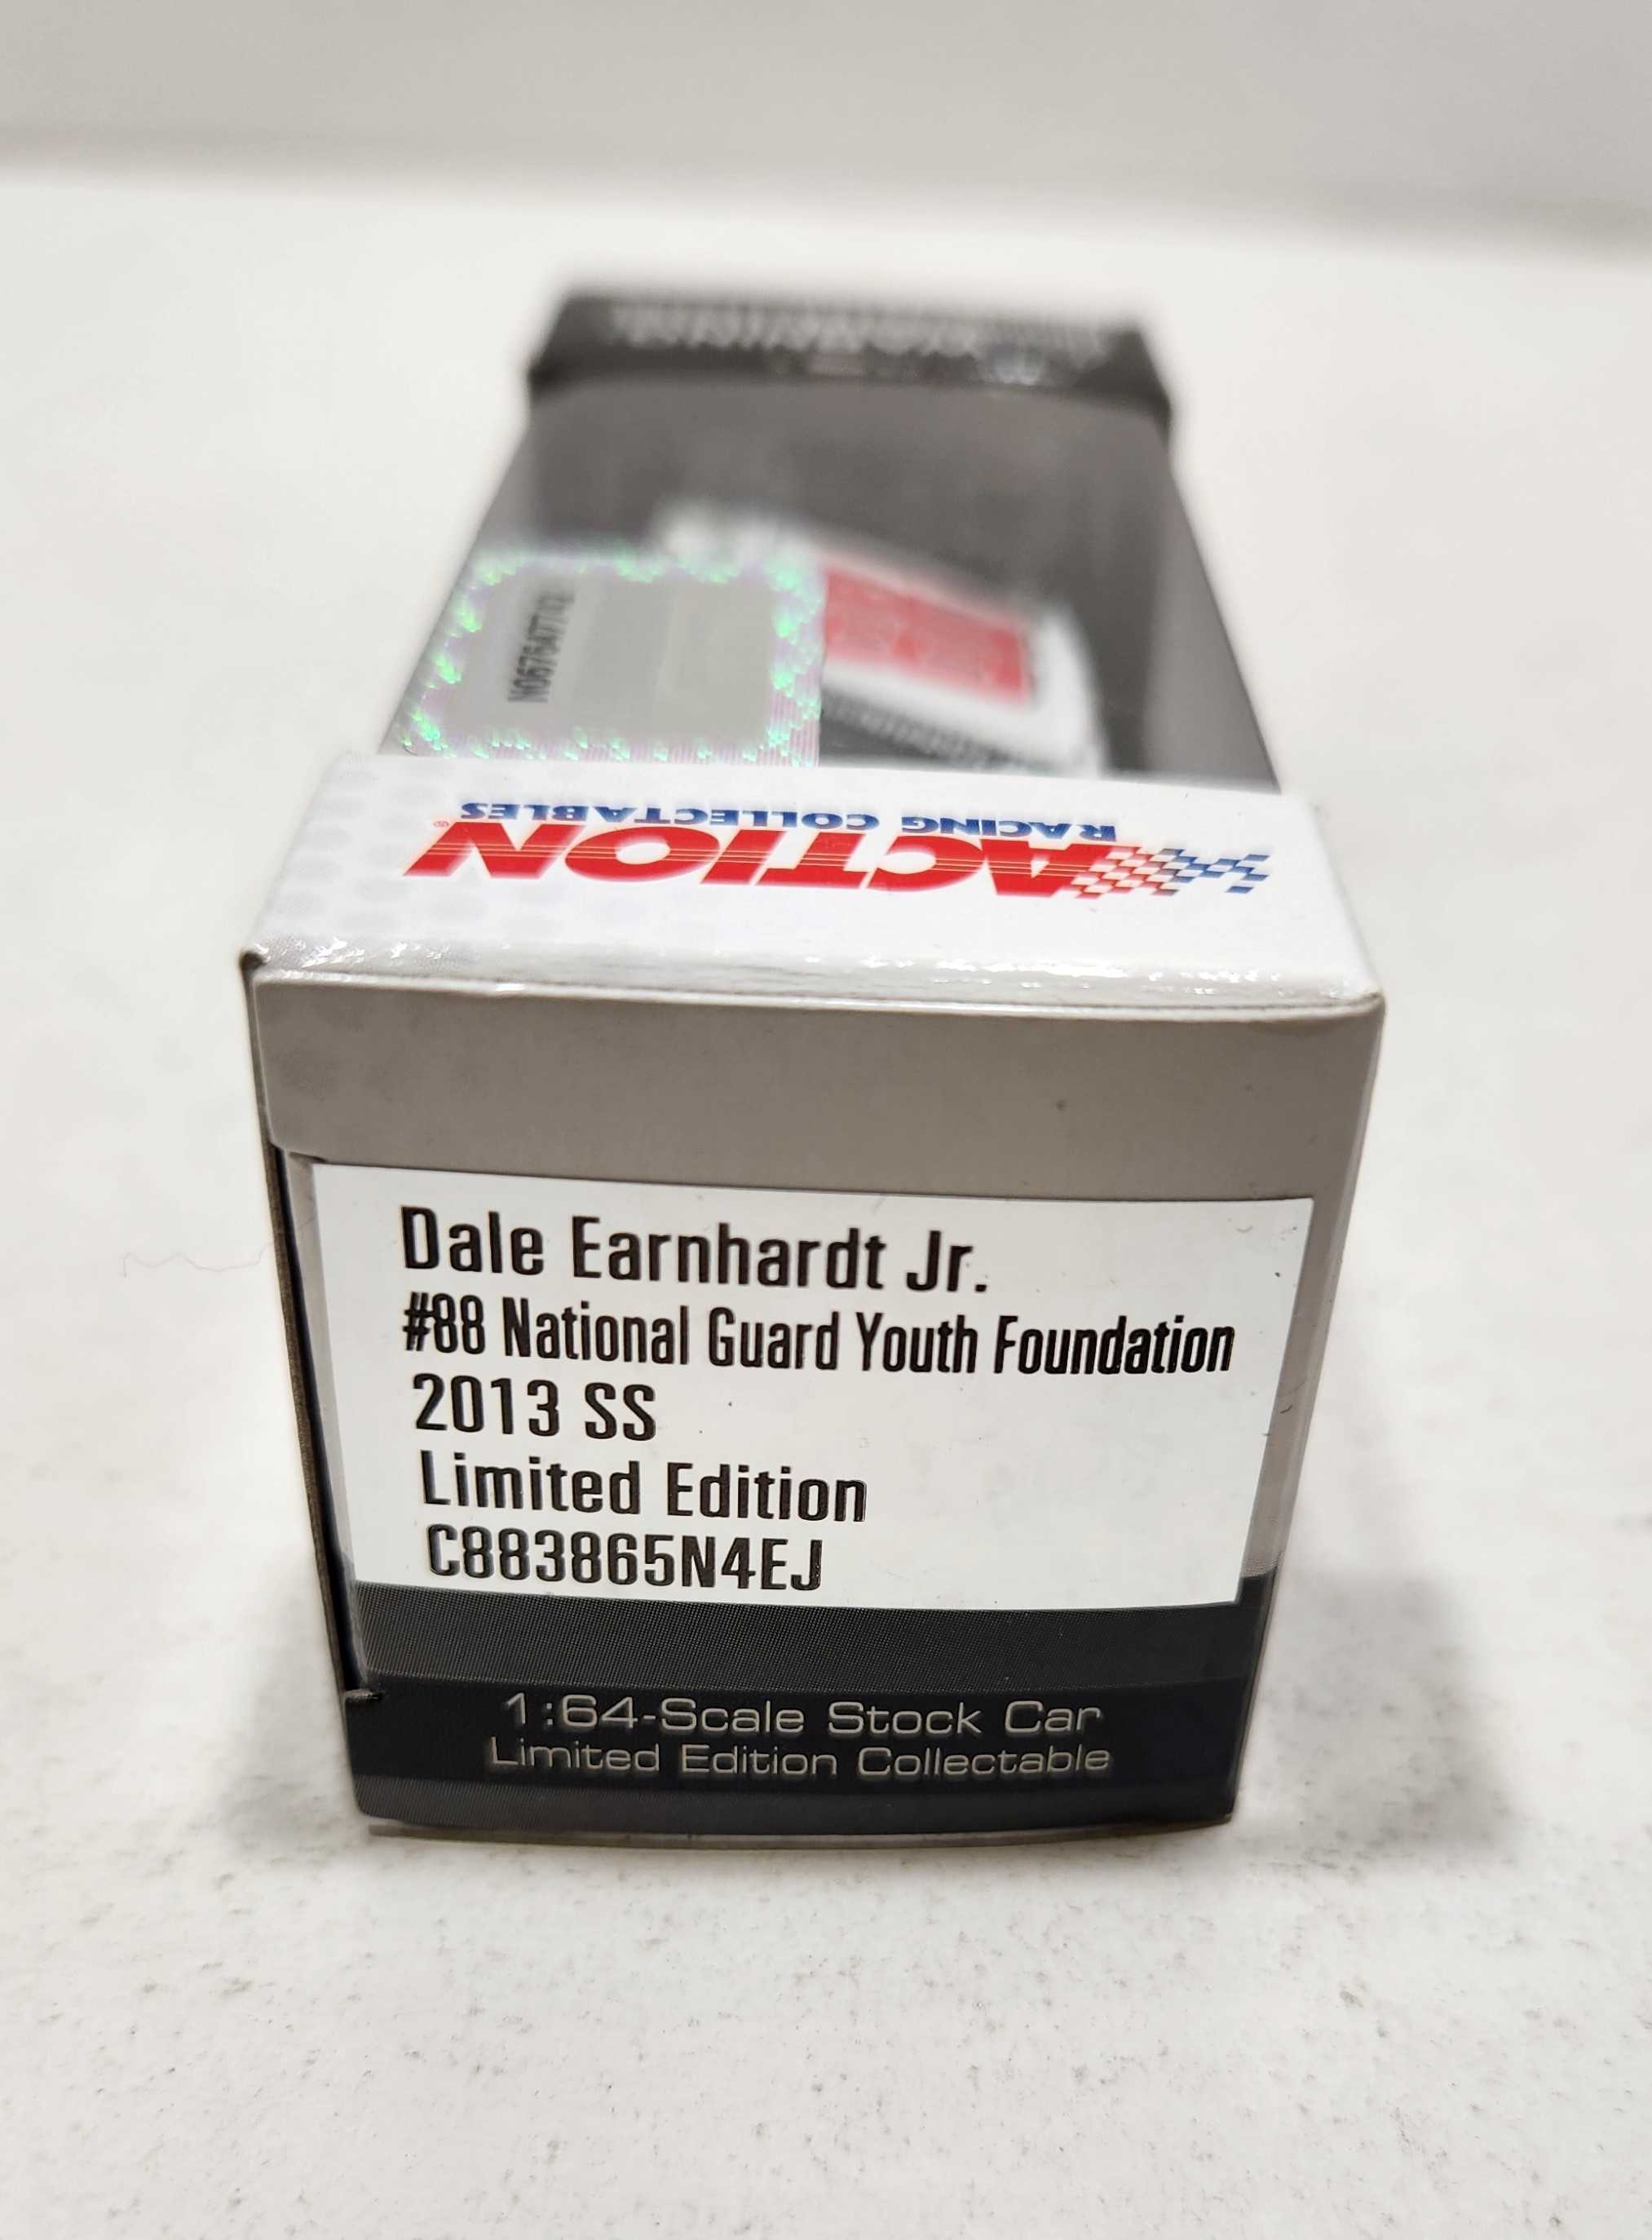 ACTION®
RACING COLLECTABLES
Dale Earnhardt Jr.
#88 National Guard Youth Foundation
2013 SS
Limited Edition
C883865N4EJ
1:64-Scale Stock Car
Limited Edition Collectable